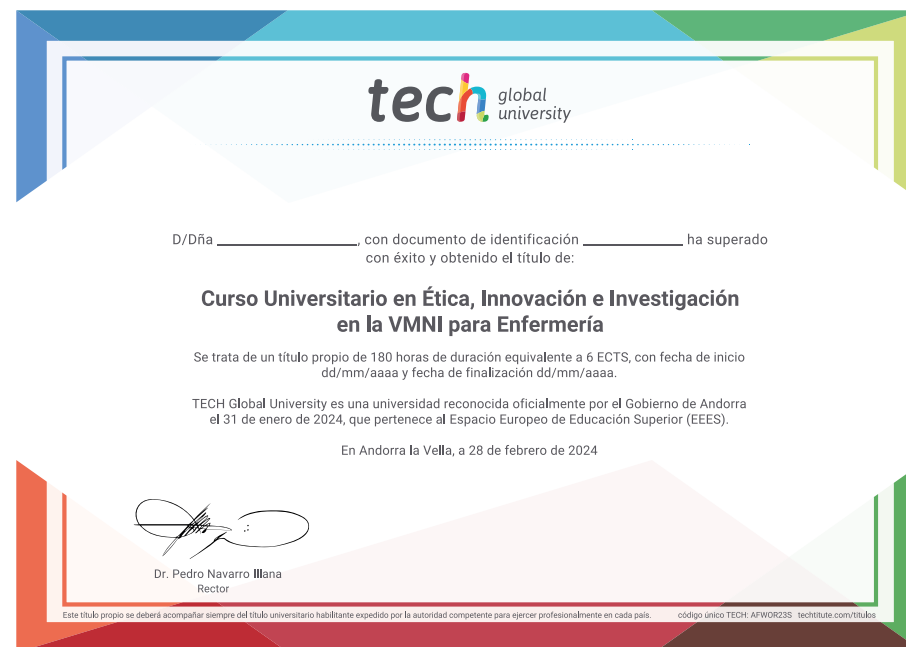 tech global university
D/Dña ________________, con documento de identificación ____________ ha superado
con éxito y obtenido el título de:
Curso Universitario en Ética, Innovación e Investigación
en la VMNI para Enfermería
Se trata de un título propio de 180 horas de duración equivalente a 6 ECTS, con fecha de inicio
dd/mm/aaaa y fecha de finalización dd/mm/aaaa.
TECH Global University es una universidad reconocida oficialmente por el Gobierno de Andorra
el 31 de enero de 2024, que pertenece al Espacio Europeo de Educación Superior (EEES).
En Andorra la Vella, a 28 de febrero de 2024
Dr. Pedro Navarro Illana
Rector
Este título propio se deberá acompañar siempre del título universitario habilitante expedido por la autoridad competente para ejercer profesionalmente en cada país. código único TECH: AFWOR23S techtitute.com/titulos